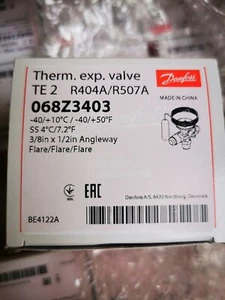 Therm. exp. valve
TE 2 R404A/R507A
068Z3403
-40/+10°C / -40/+50°F
SS 4°C/7.2°F
3/8in x 1/2in Angleway
Flare/Flare/Flare
Danfoss
MADE IN CHINA
EAC
Danfoss A/S, 6430 Nordborg, Denmark
BE4122A